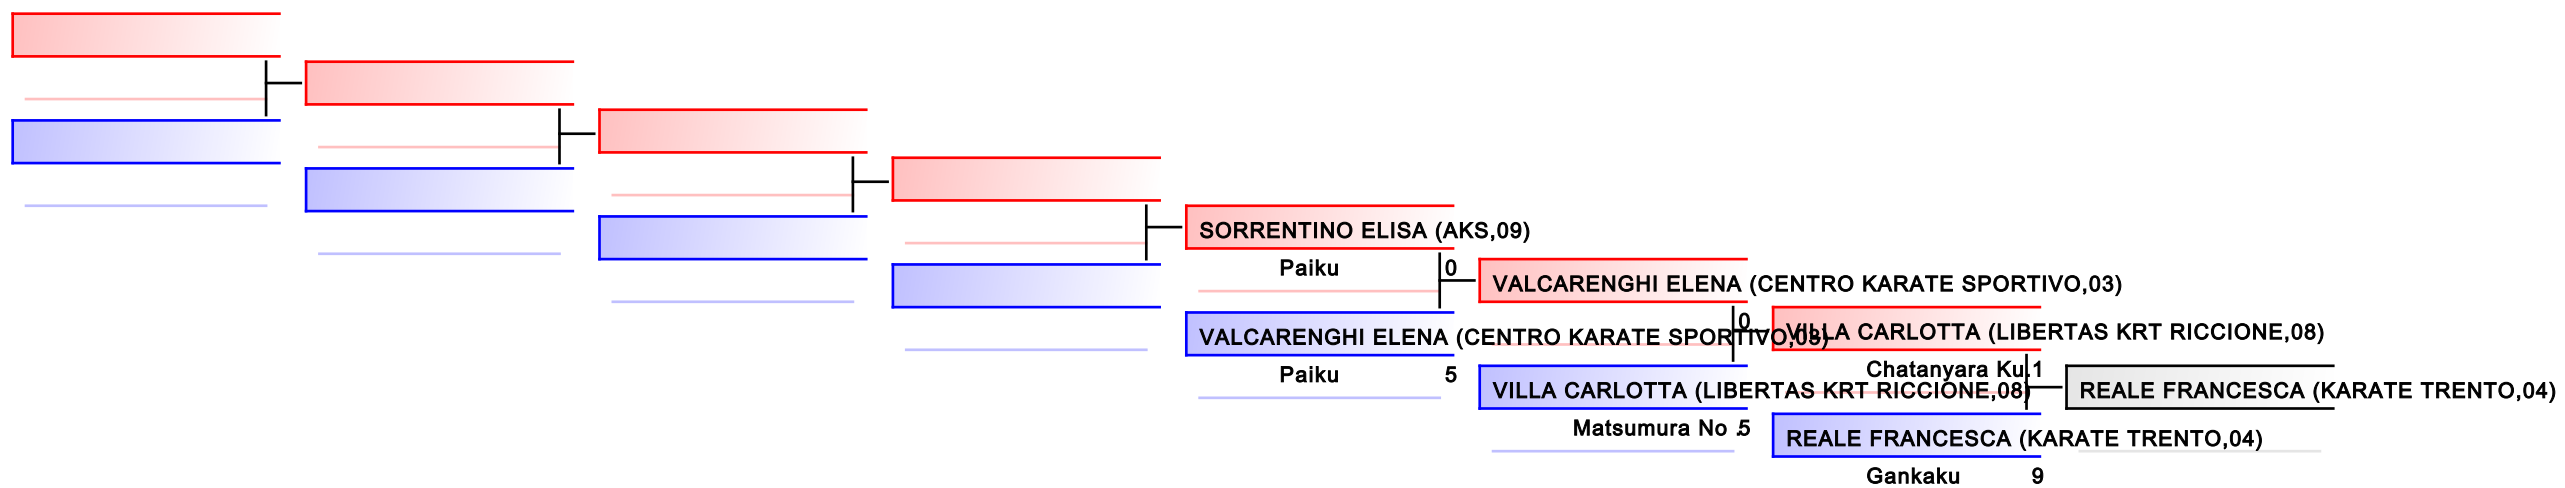 SORRENTINO ELISA (AKS,09)
Paiku 0
VALCARENGHI ELENA (CENTRO KARATE SPORTIVO,03)
Paiku 5
VALCARENGHI ELENA (CENTRO KARATE SPORTIVO,03)
0
VILLA CARLOTTA (LIBERTAS KRT RICCIONE,08)
Matsumura No . 5
VILLA CARLOTTA (LIBERTAS KRT RICCIONE,08)
Chatanyara Ku. 1
REALE FRANCESCA (KARATE TRENTO,04)
Gankaku 9
REALE FRANCESCA (KARATE TRENTO,04)